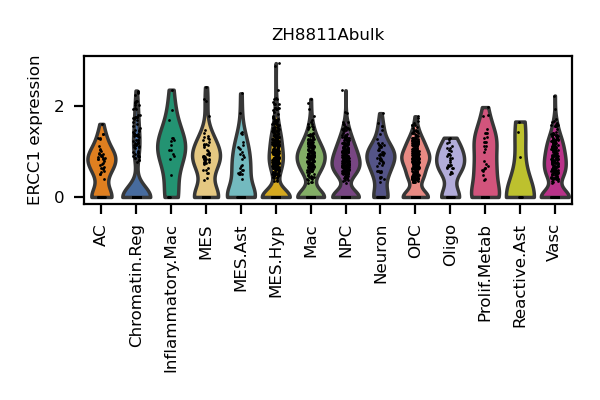 ZH8811Abulk
ERCC1 expression
2
0
AC
Chromatin.Reg
Inflammatory.Mac
MES
MES.Ast
MES.Hyp
Mac
NPC
Neuron
OPC
Oligo
Prolif.Metab
Reactive.Ast
Vasc